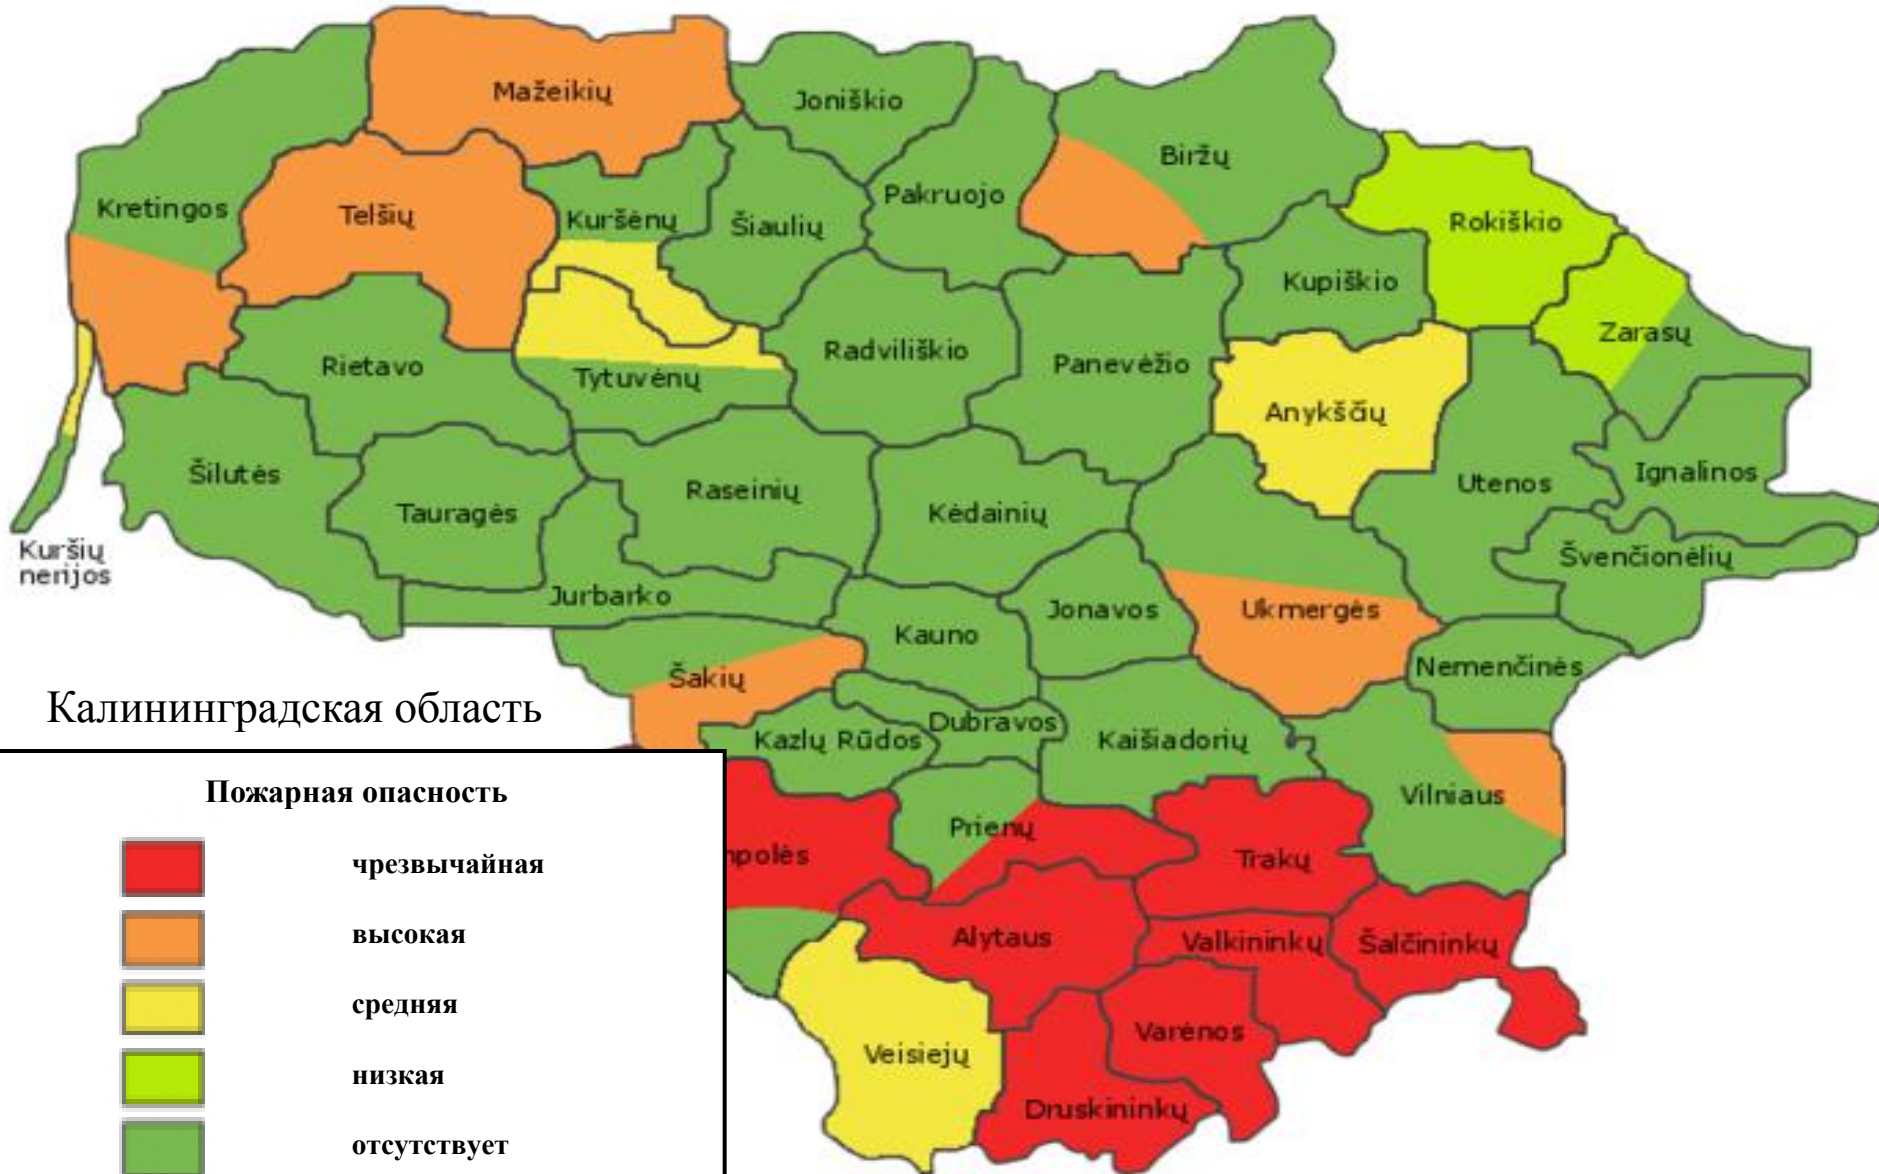 Mažeikių
Joniškio
Biržų
Kretingos
Telšių
Kuršėnų
Šiaulių
Pakruojo
Rokiškio
Kupiškio
Zarasų
Rietavo
Tytuvėnų
Radviliškio
Panevėžio
Anykščių
Šilutės
Tauragės
Raseinių
Kėdainių
Utenos
Ignalinos
Kuršių
nerijos
Švenčionėlių
Jurbarko
Kauno
Jonavos
Ukmergės
Nemenčinės
Šakių
Калининградская область
Kazlų Rūdos
Dubravos
Kaišiadorių
Vilniaus
Prienų
Trakų
mpolės
Alytaus
Valkininkų
Šalčininkų
Varėnos
Veisiejų
Druskininkų
Пожарная опасность
чрезвычайная
высокая
средняя
низкая
отсутствует